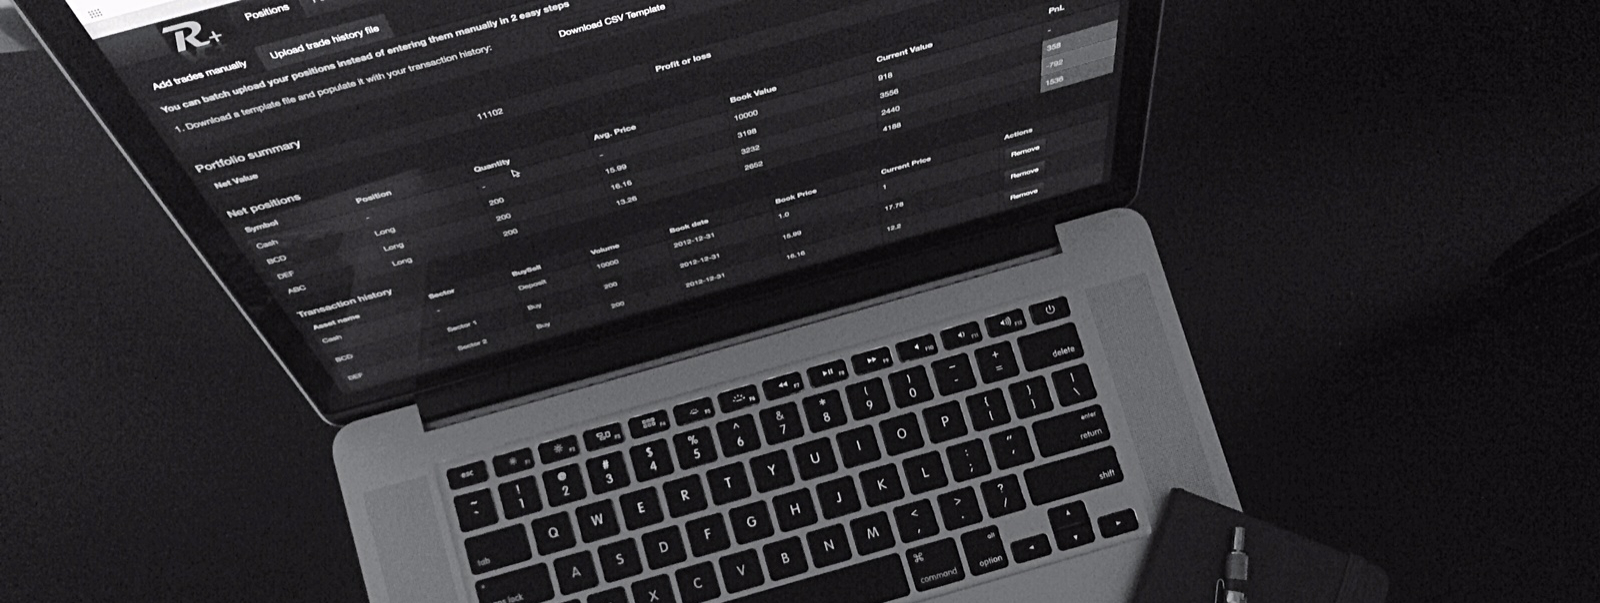 R+
Positions
Add trades manually Upload trade history file
You can batch upload your positions instead of entering them manually in 2 easy steps
1. Download a template file and populate it with your transaction history: Download CSV Template
Portfolio summary
Net Value 11102 Profit or loss
Net positions
Symbol Position Quantity Avg. Price Book Value Current Value PnL
Cash - - - 10000 918 -
BCD Long 200 15.99 3198 3556 358
DEF Long 200 16.16 3232 2440 -792
ABC Long 200 13.26 2652 4188 1536
Transaction history
Asset name Sector Buy/Sell Volume Book date Book Price Current Price Actions
Cash - Deposit 10000 2012-12-31 1.0 1 Remove
BCD Sector 1 Buy 200 2012-12-31 15.99 17.78 Remove
DEF Sector 2 Buy 200 2012-12-31 16.16 12.2 Remove
esc F1 F2 F3 F4 F5 F6 F7 F8 F9 F10 F11 F12
~ ` ! 1 @ 2 # 3 $ 4 % 5 ^ 6 & 7 * 8 ( 9 ) 0 _ - + = delete
tab Q W E R T Y U I O P { [ } ] | \
A S D F G H J K L : ; " ' enter return
X C V B N M < , > . ? / shift
⌘ command alt option